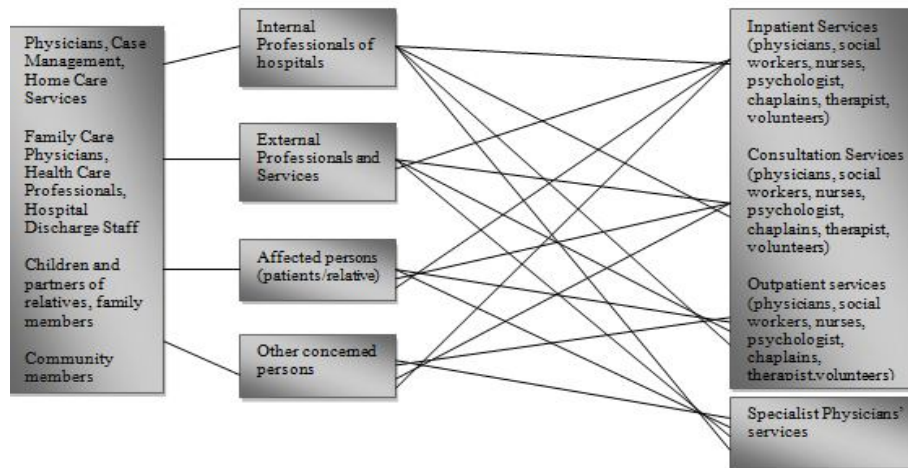 Physicians, Case
Management,
Home Care
Services
Family Care
Physicians,
Health Care
Professionals,
Hospital
Discharge Staff
Children and
partners of
relatives, family
members
Community
members
Internal
Professionals of
hospitals
External
Professionals and
Services
Affected persons
(patients/relative)
Other concerned
persons
Inpatient Services
(physicians, social
workers, nurses,
psychologist,
chaplains, therapist,
volunteers)
Consultation Services
(physicians, social
workers, nurses,
psychologist,
chaplains, therapist,
volunteers)
Outpatient services
(physicians, social
workers, nurses,
psychologist,
chaplains,
therapist,volunteers)
Specialist Physicians’
services